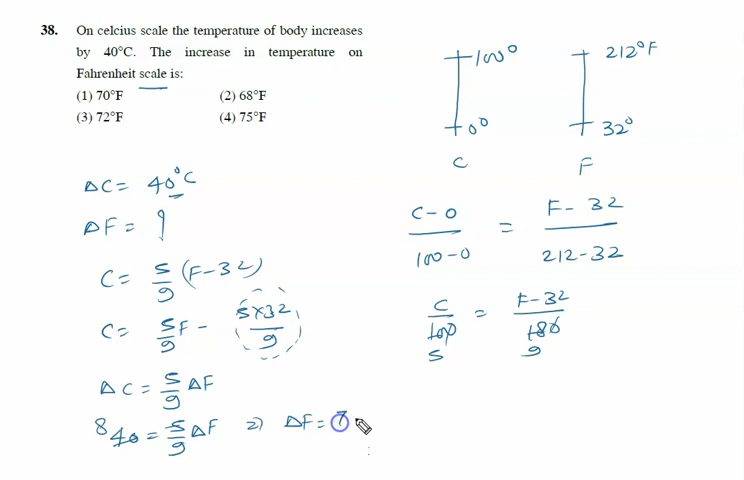 38. On celcius scale the temperature of body increases
by 40°C. The increase in temperature on
Fahrenheit scale is:
(1) 70°F (2) 68°F
(3) 72°F (4) 75°F
100° 212°F
0° 32°
C F
ΔC = 40°C
ΔF = ?
C = 5/9 (F-32)
C = 5/9 F - 5×32/9
ΔC = 5/9 ΔF
8 40 = 5/9 ΔF ⇒ ΔF = 7
C-0/100-0 = F-32/212-32
C/100 = F-32/180
5 9